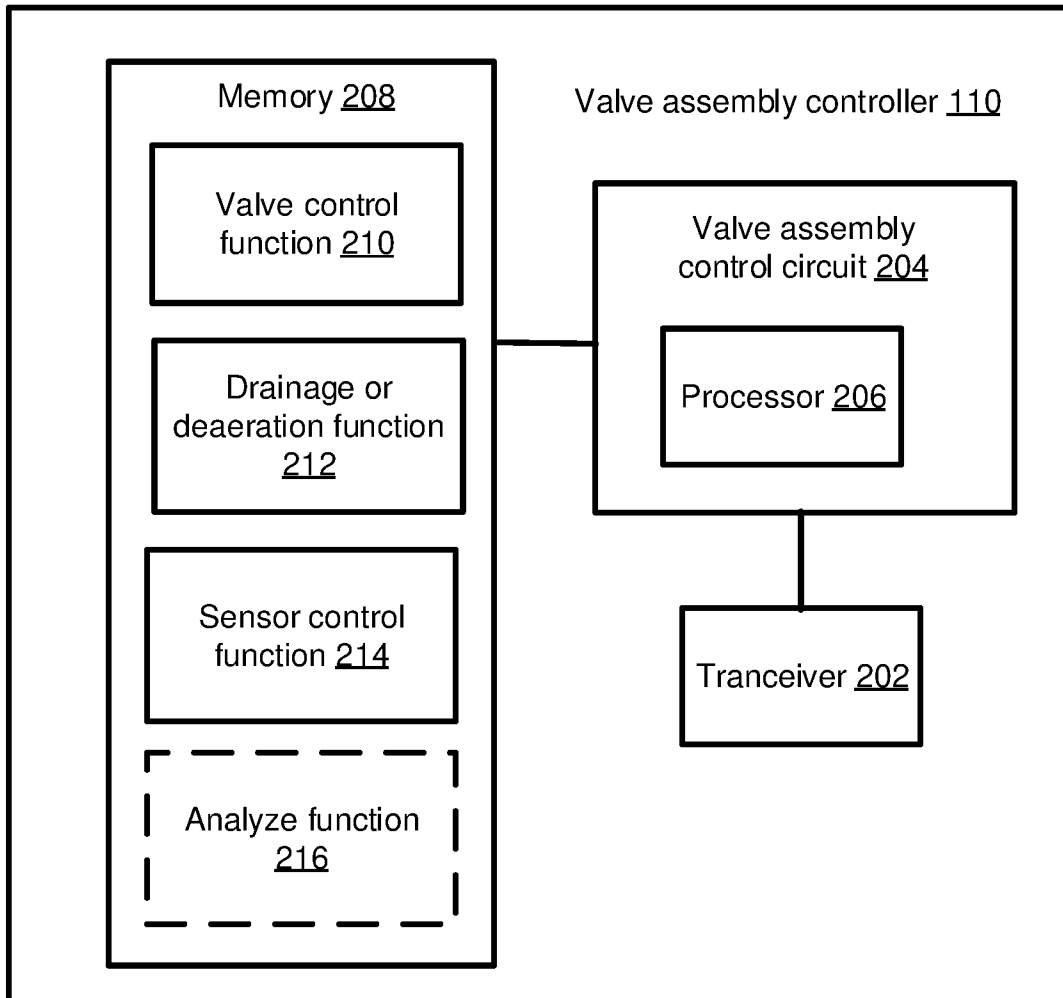 Memory 208
Valve control
function 210
Drainage or
deaeration function
212
Sensor control
function 214
Analyze function
216
Valve assembly controller 110
Valve assembly
control circuit 204
Processor 206
Tranceiver 202